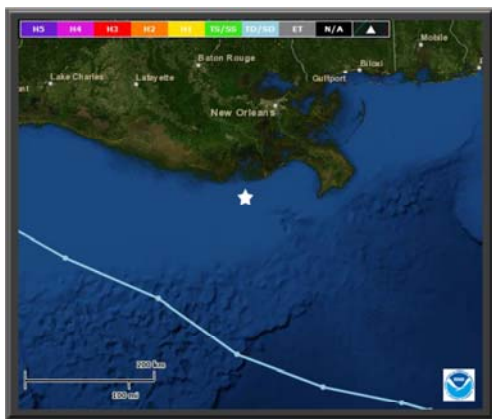 H5 H4 H3 H2 H1 TS/SS TD/SD ET N/A
Mobile
Baton Rouge
Biloxi
Lake Charles
Lafayette
Gulfport
New Orleans
200 km
100 mi